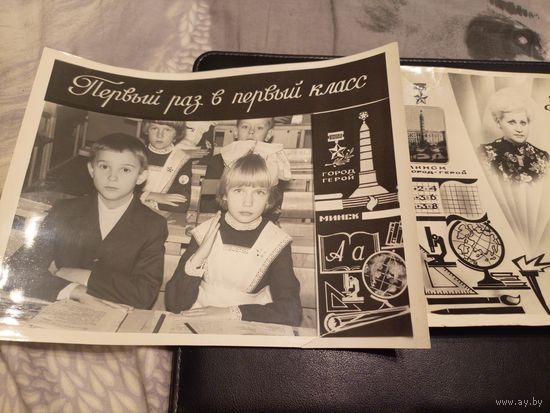 Первый раз в первый класс
ГОРОД
ГЕРОЙ
МИНСК
Аа
МИНСК
ГОРОД-ГЕРОЙ
www.ay.by